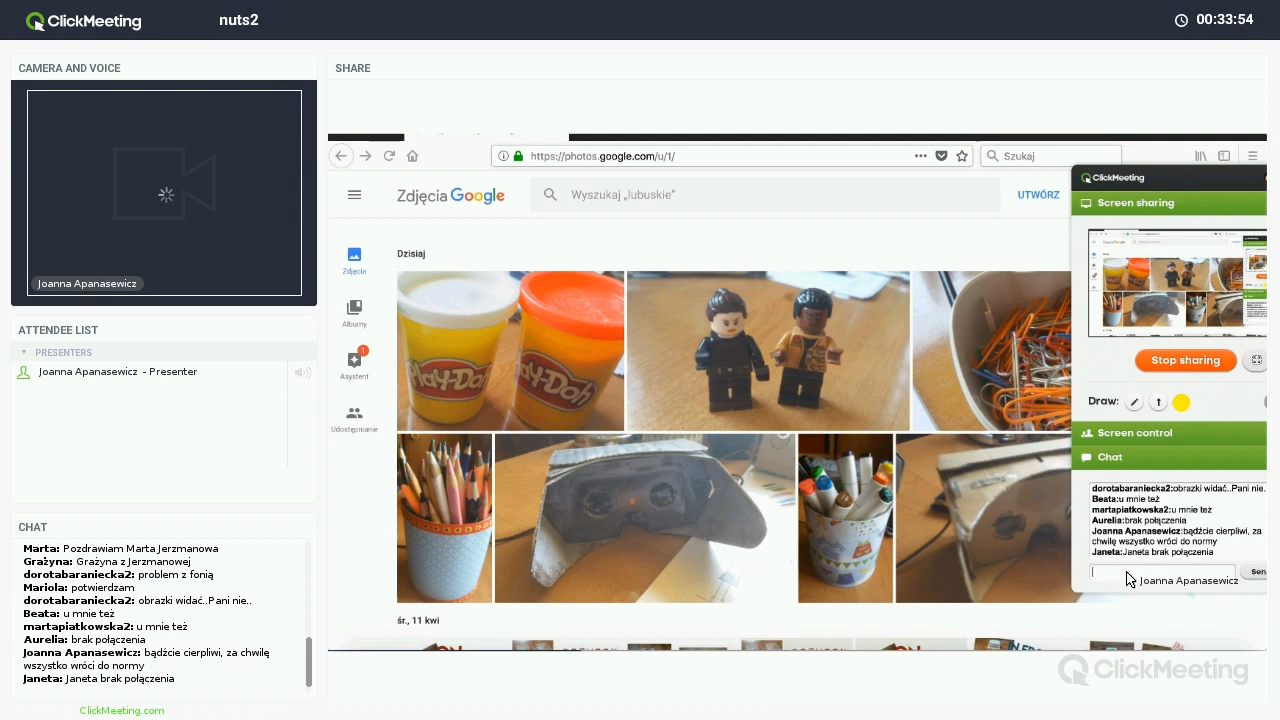 ClickMeeting
nuts2
00:33:54
CAMERA AND VOICE
Joanna Apanasewicz
ATTENDEE LIST
PRESENTERS
Joanna Apanasewicz - Presenter
CHAT
Marta: Pozdrawiam Marta Jerzmanowa
Grażyna: Grażyna z Jerzmanowej
dorotabaraniecka2: problem z fonią
Mariola: potwierdzam
dorotabaraniecka2: obrazki widać..Pani nie..
Beata: u mnie też
martapiatkowska2: u mnie też
Aurelia: brak połączenia
Joanna Apanasewicz: bądźcie cierpliwi, za chwilę
wszystko wróci do normy
Janeta: Janeta brak połączenia
ClickMeeting.com
SHARE
https://photos.google.com/u/1/
Szukaj
Zdjęcia Google
Wyszukaj „lubuskie”
UTWÓRZ
Zdjęcia
Albumy
1
Asystent
Udostępnianie
Dzisiaj
Play-Doh
Play-Doh
śr., 11 kwi
ClickMeeting
Screen sharing
Stop sharing
Draw:
Screen control
Chat
dorotabaraniecka2:obrazki widać..Pani nie.
Beata:u mnie też
martapiatkowska2:u mnie też
Aurelia:brak połączenia
Joanna Apanasewicz:bądźcie cierpliwi, za
chwilę wszystko wróci do normy
Janeta:Janeta brak połączenia
Sen
Joanna Apanasewicz
ClickMeeting